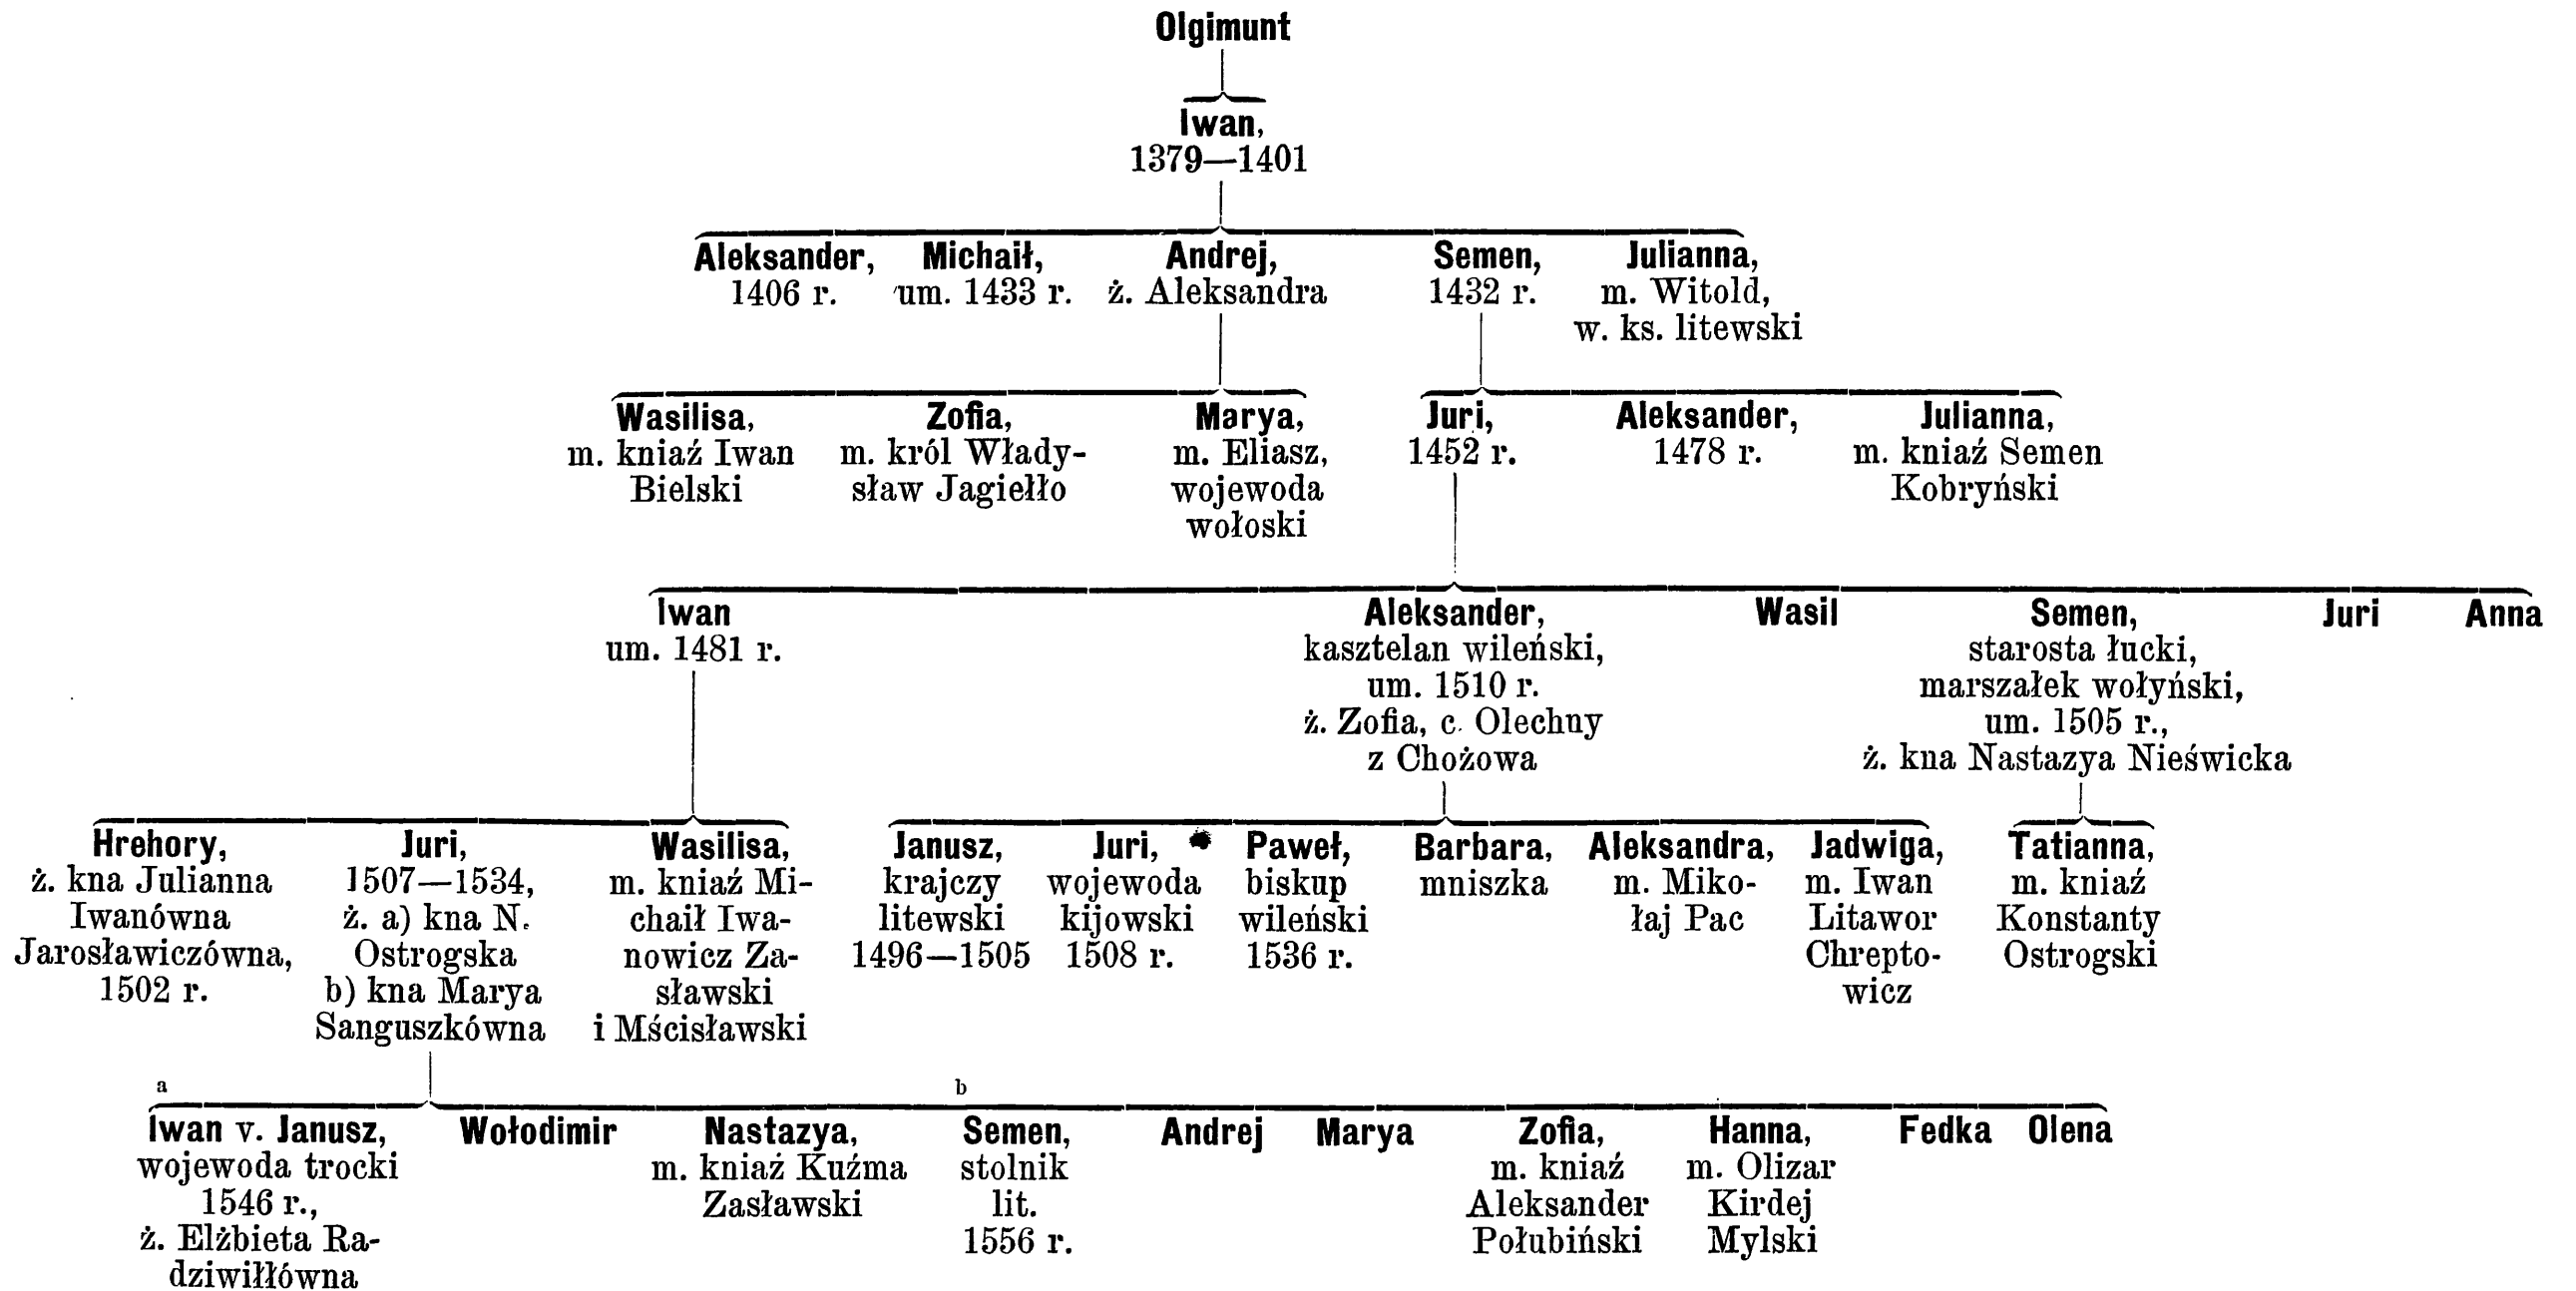 Olgimunt
Iwan,
1379—1401
Aleksander,
1406 r.
Michaił,
um. 1433 r.
Andrej,
ż. Aleksandra
Semen,
1432 r.
Julianna,
m. Witold,
w. ks. litewski
Wasilisa,
m. kniaź Iwan
Bielski
Zofia,
m. król Włady-
sław Jagiełło
Marya,
m. Eliasz,
wojewoda
wołoski
Juri,
1452 r.
Aleksander,
1478 r.
Julianna,
m. kniaź Semen
Kobryński
Iwan
um. 1481 r.
Aleksander,
kasztelan wileński,
um. 1510 r.
ż. Zofia, c. Olechny
z Chożowa
Wasil
Semen,
starosta łucki,
marszałek wołyński,
um. 1505 r.,
ż. kna Nastazya Nieświcka
Juri
Anna
Hrehory,
ż. kna Julianna
Iwanówna
Jarosławiczówna,
1502 r.
Juri,
1507—1534,
ż. a) kna N.
Ostrogska
b) kna Marya
Sanguszkówna
Wasilisa,
m. kniaź Mi-
chaił Iwa-
nowicz Za-
sławski
i Mścisławski
Janusz,
krajczy
litewski
1496—1505
Juri,
wojewoda
kijowski
1508 r.
Paweł,
biskup
wileński
1536 r.
Barbara,
mniszka
Aleksandra,
m. Miko-
łaj Pac
Jadwiga,
m. Iwan
Litawor
Chrepto-
wicz
Tatianna,
m. kniaź
Konstanty
Ostrogski
a
b
Iwan v. Janusz,
wojewoda trocki
1546 r.,
ż. Elżbieta Ra-
dziwiłłówna
Wołodimir
Nastazya,
m. kniaź Kuźma
Zasławski
Semen,
stolnik
lit.
1556 r.
Andrej
Marya
Zofia,
m. kniaź
Aleksander
Połubiński
Hanna,
m. Olizar
Kirdej
Mylski
Fedka
Olena